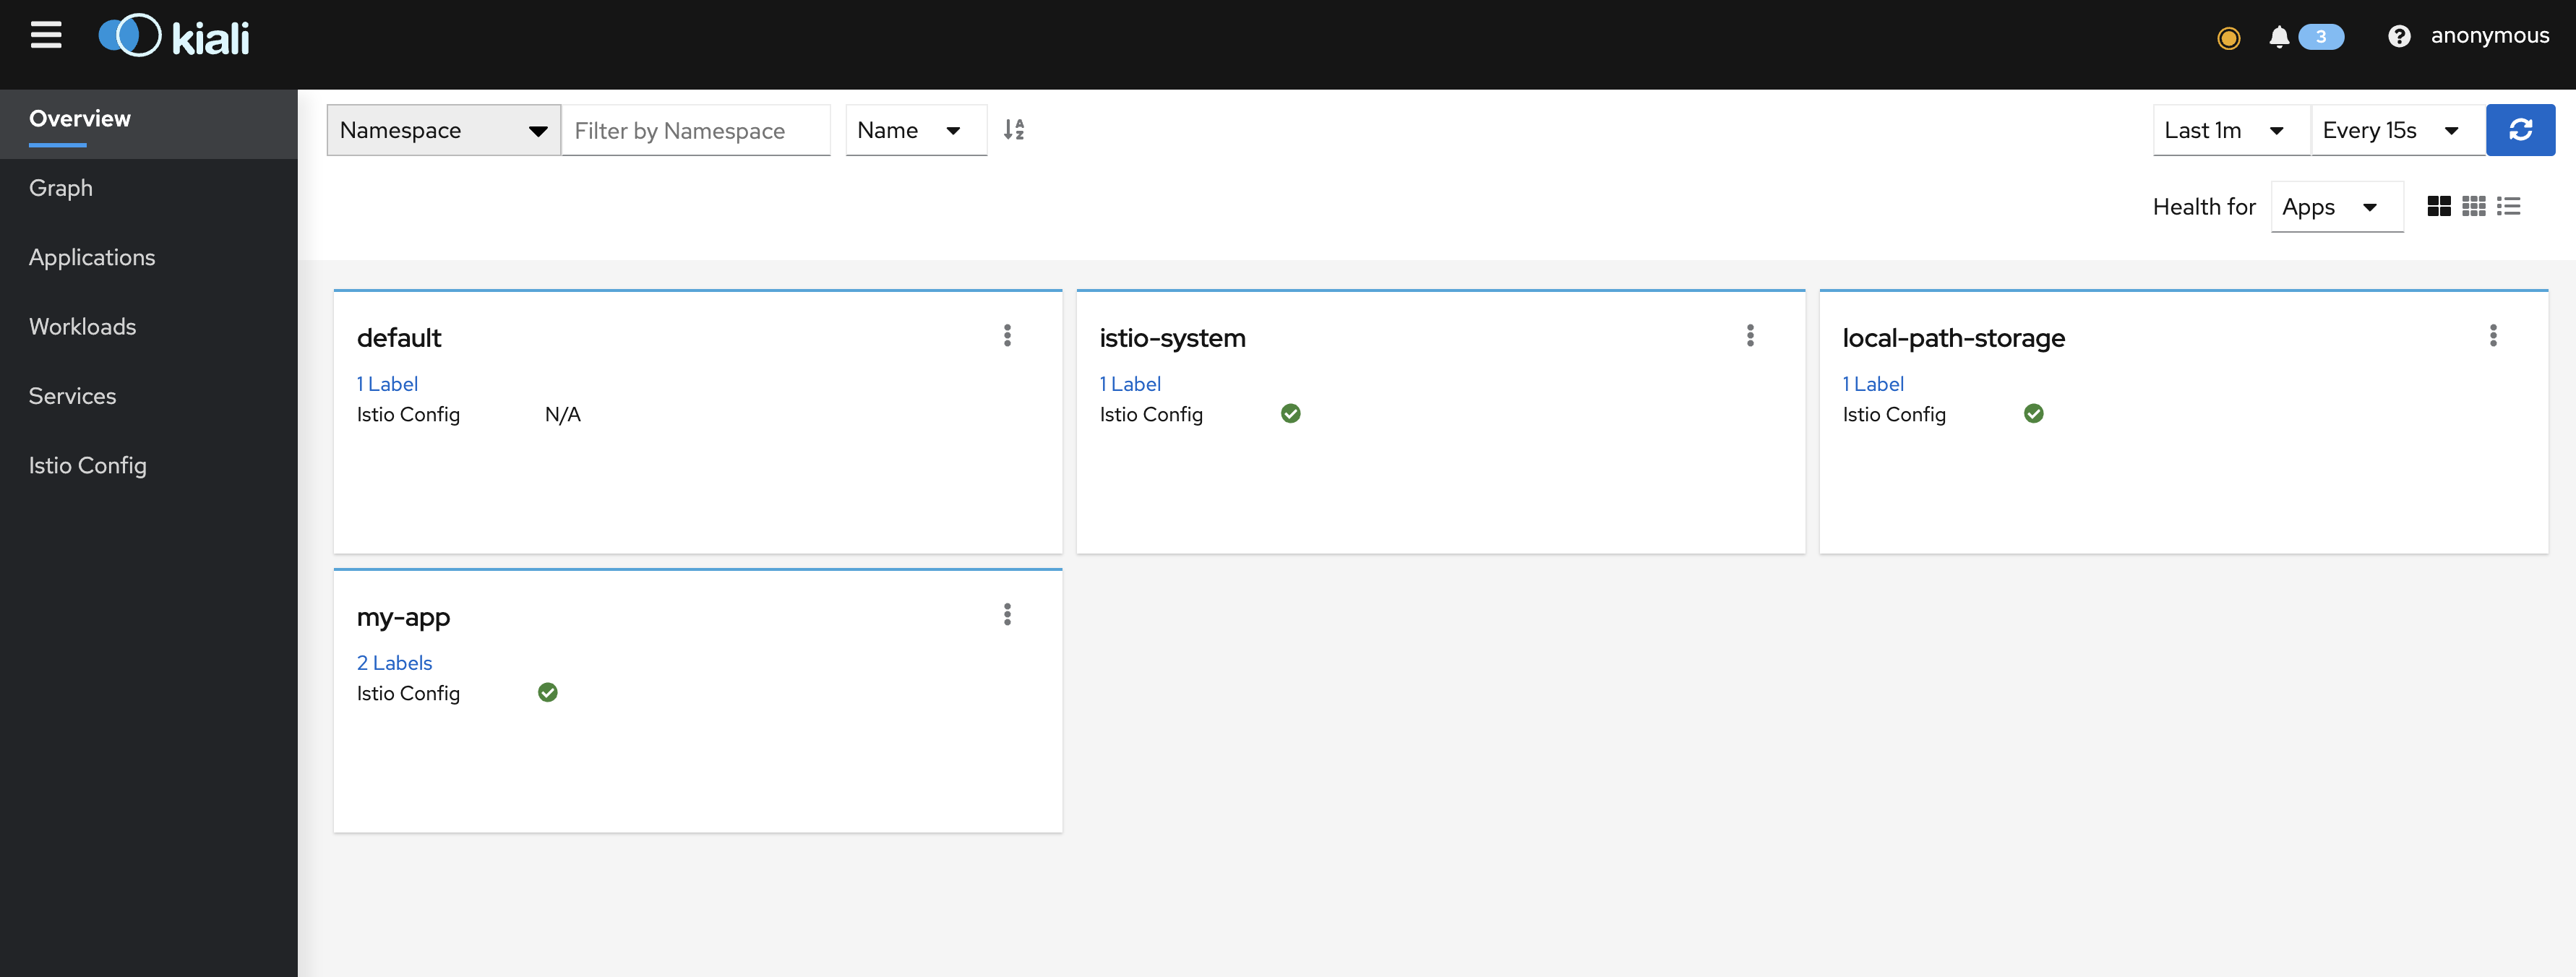 kiali
3
anonymous
Overview
Graph
Applications
Workloads
Services
Istio Config
Namespace
Filter by Namespace
Name
Last 1m
Every 15s
Health for
Apps
default
1 Label
Istio Config N/A
istio-system
1 Label
Istio Config
local-path-storage
1 Label
Istio Config
my-app
2 Labels
Istio Config